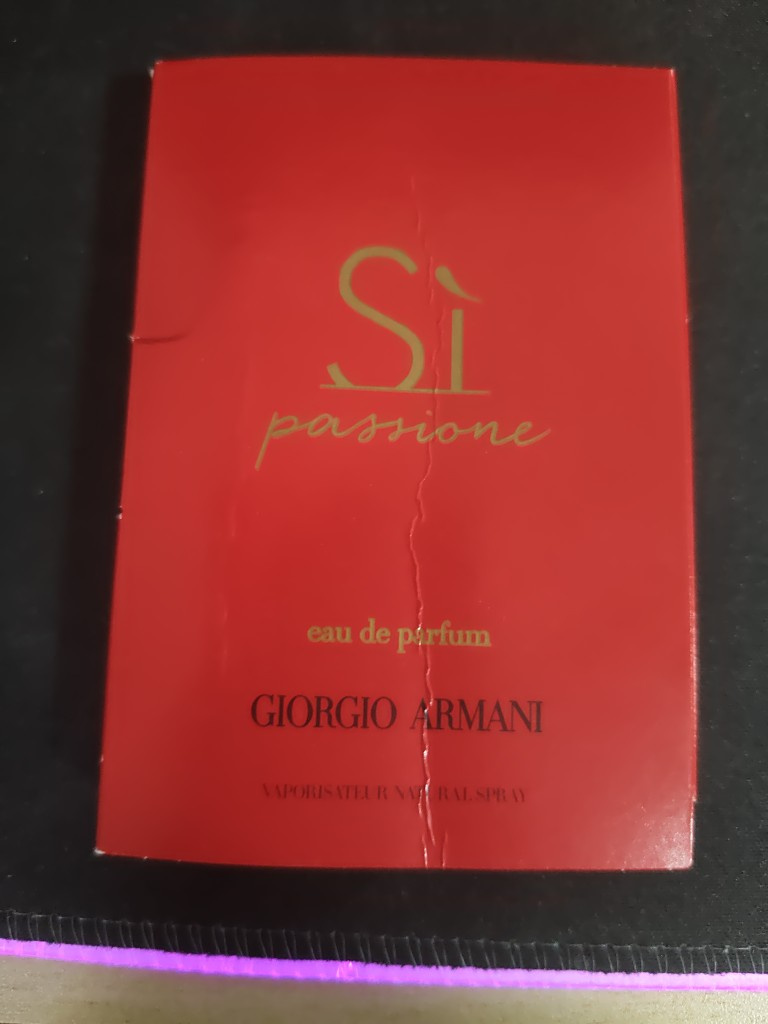 Sì
passione
eau de parfum
GIORGIO ARMANI
VAPORISATEUR NATURAL SPRAY